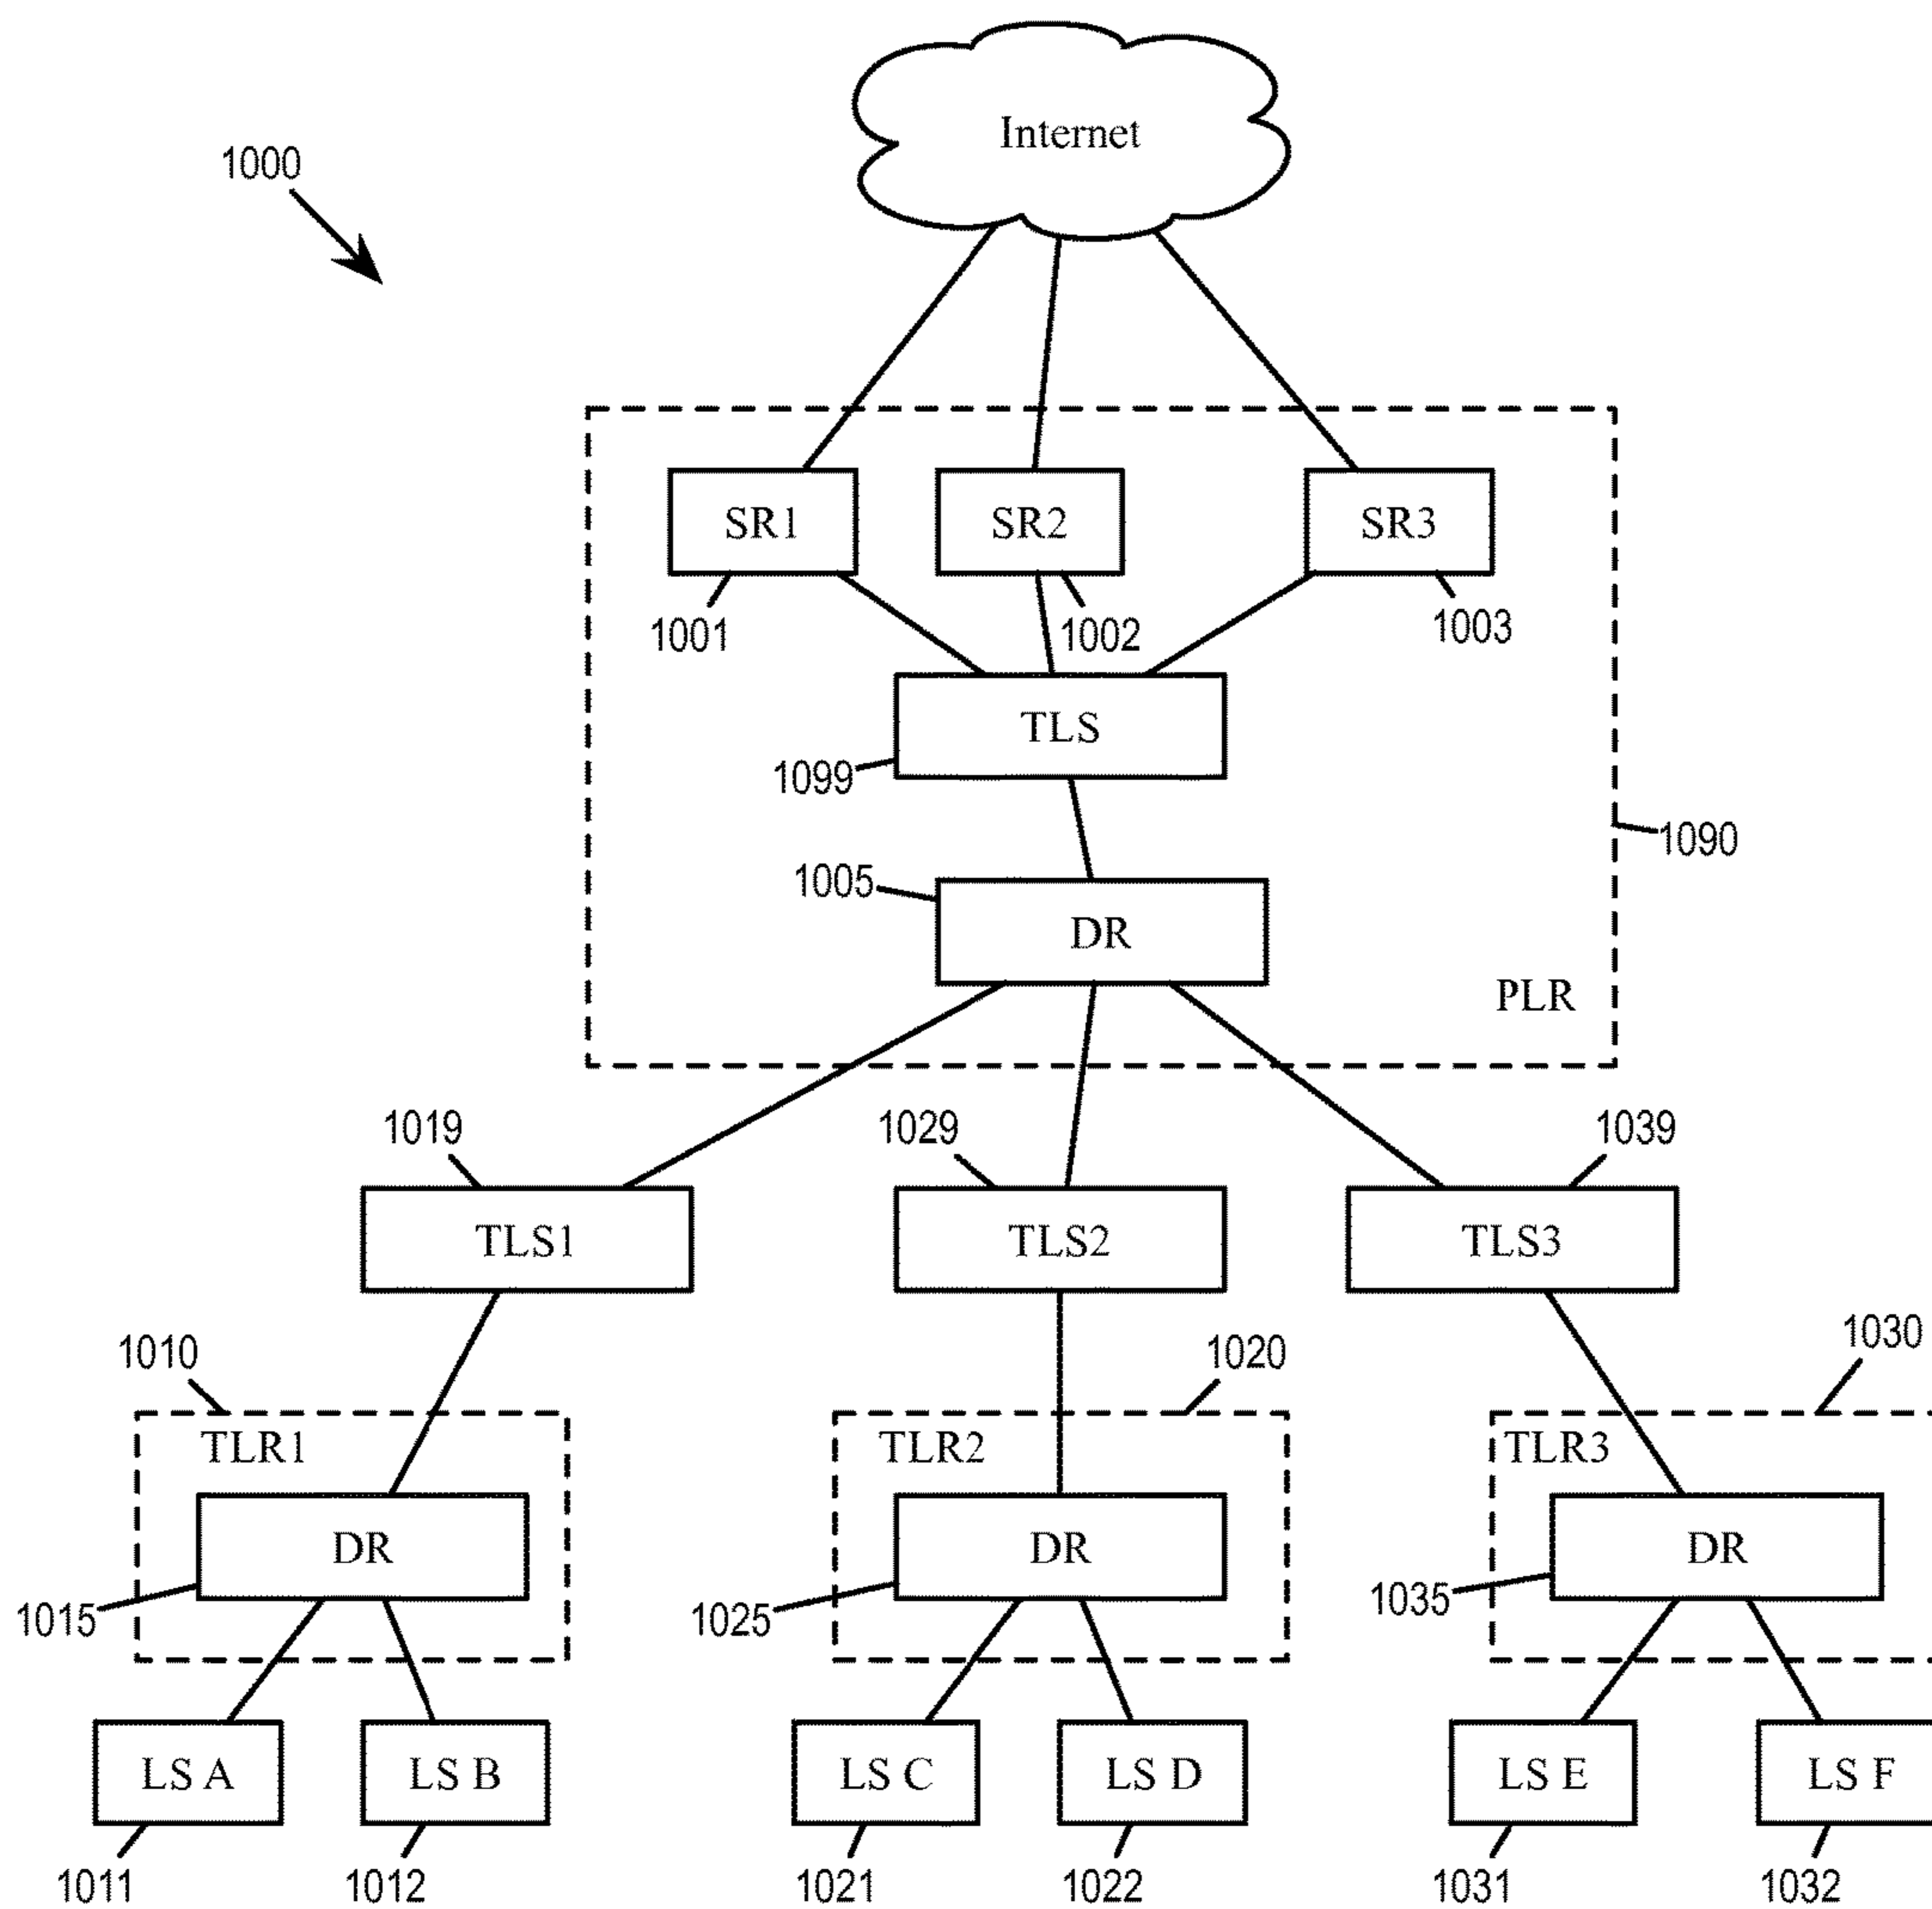 Internet
1000
SR1
SR2
SR3
1001
1002
1003
TLS
1099
1090
1005
DR
PLR
1019
1029
1039
TLS1
TLS2
TLS3
1010
1020
1030
TLR1
TLR2
TLR3
DR
DR
DR
1015
1025
1035
LS A
LS B
LS C
LS D
LS E
LS F
1011
1012
1021
1022
1031
1032